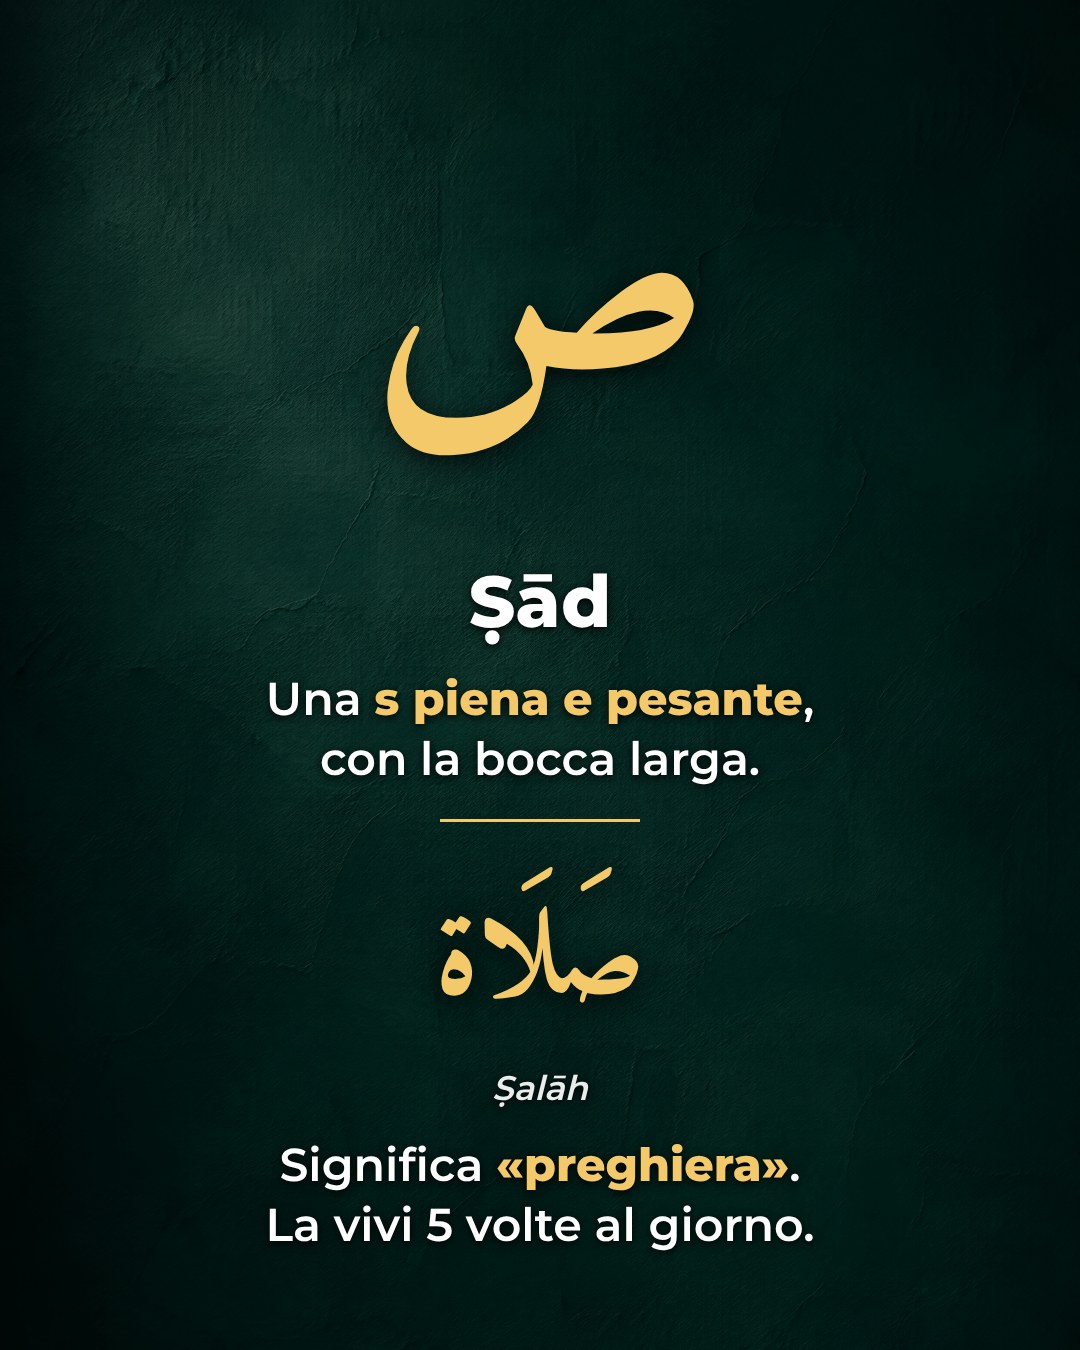 ص
Ṣād
Una s piena e pesante,
con la bocca larga.
صَلَاة
Ṣalāh
Significa «preghiera».
La vivi 5 volte al giorno.